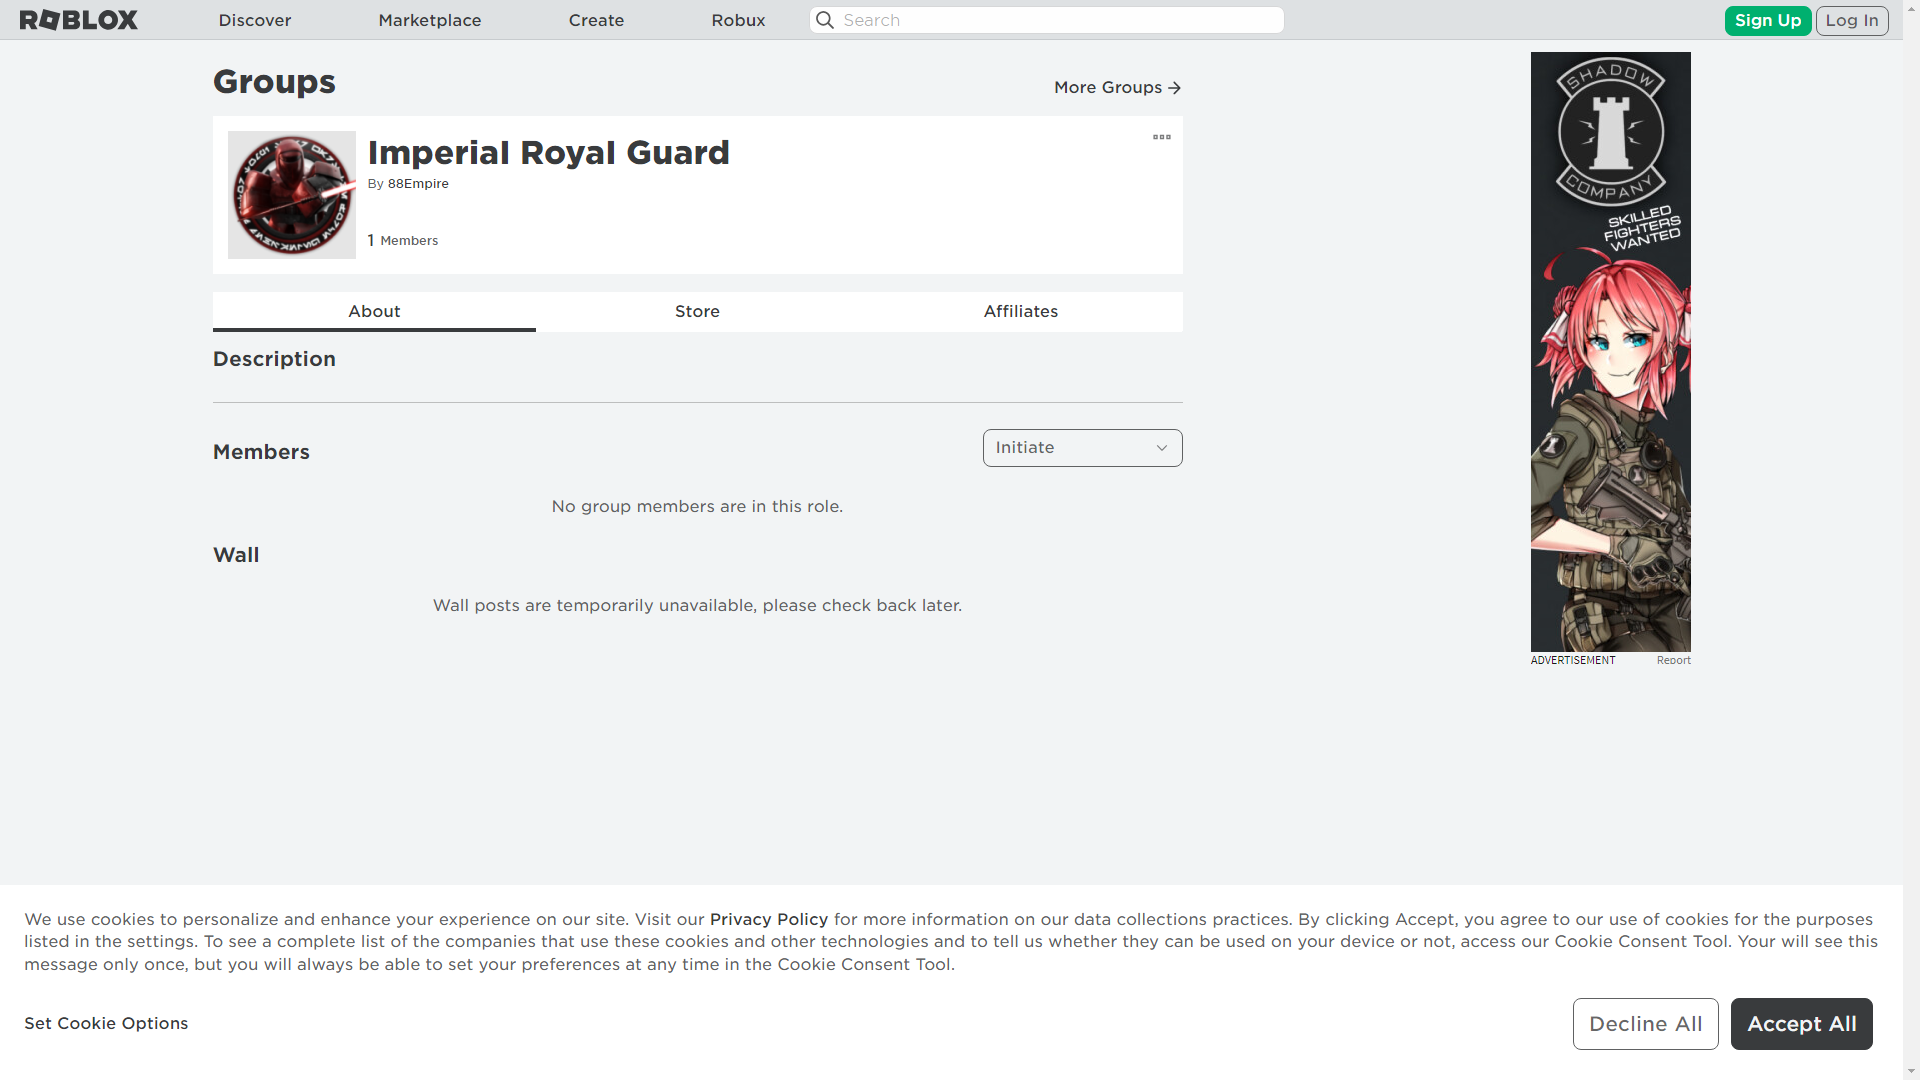 ROBLOX
Discover
Marketplace
Create
Robux
Search
Sign Up
Log In
Groups
More Groups
Imperial Royal Guard
By 88Empire
1 Members
About
Store
Affiliates
Description
Members
Initiate
No group members are in this role.
Wall
Wall posts are temporarily unavailable, please check back later.
SHADOW
COMPANY
SKILLED
FIGHTERS
WANTED
ADVERTISEMENT
Report
We use cookies to personalize and enhance your experience on our site. Visit our Privacy Policy for more information on our data collections practices. By clicking Accept, you agree to our use of cookies for the purposes
listed in the settings. To see a complete list of the companies that use these cookies and other technologies and to tell us whether they can be used on your device or not, access our Cookie Consent Tool. Your will see this
message only once, but you will always be able to set your preferences at any time in the Cookie Consent Tool.
Set Cookie Options
Decline All
Accept All